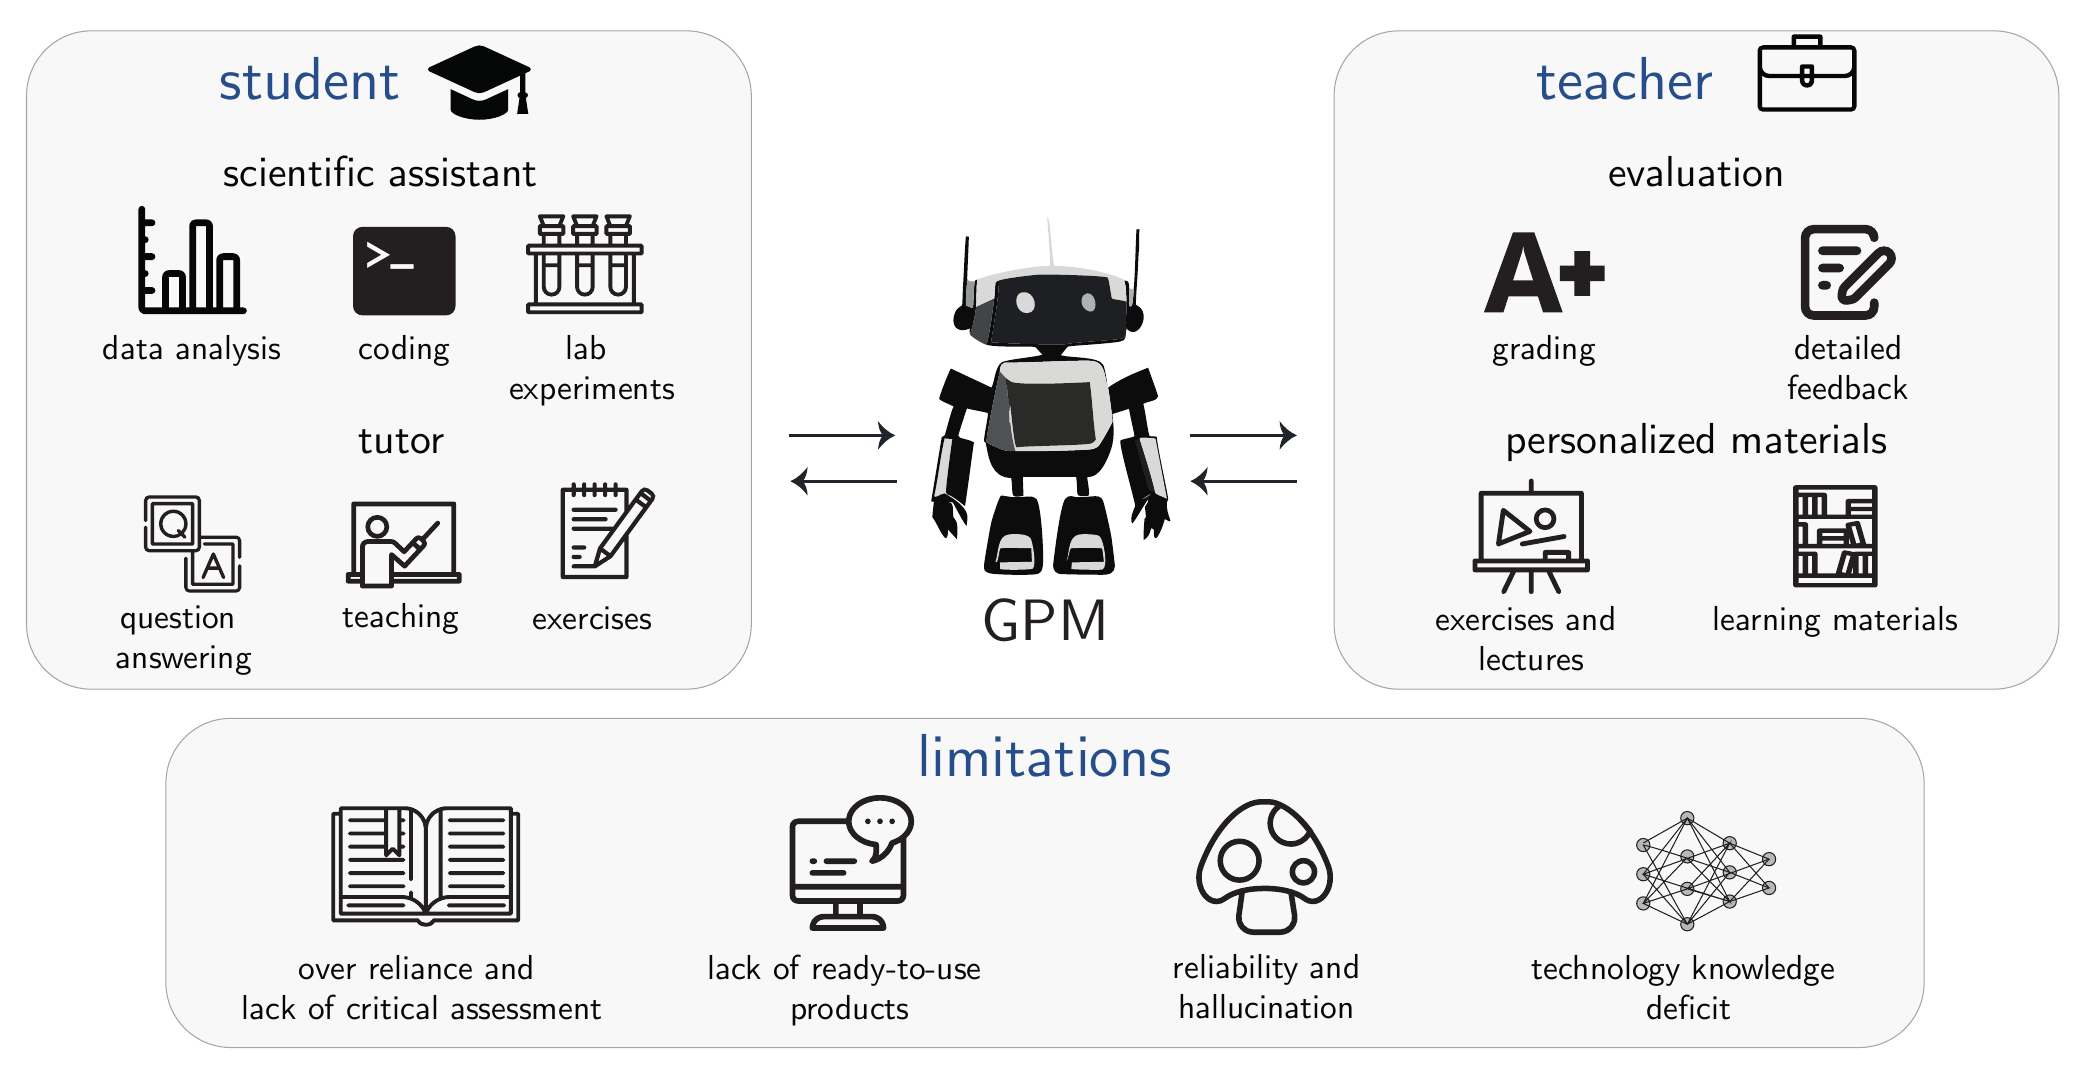 student
scientific assistant
data analysis
coding
lab
experiments
tutor
Q
A
question
answering
teaching
exercises
GPM
teacher
evaluation
A+
grading
detailed
feedback
personalized materials
exercises and
lectures
learning materials
limitations
over reliance and
lack of critical assessment
lack of ready-to-use
products
reliability and
hallucination
technology knowledge
deficit